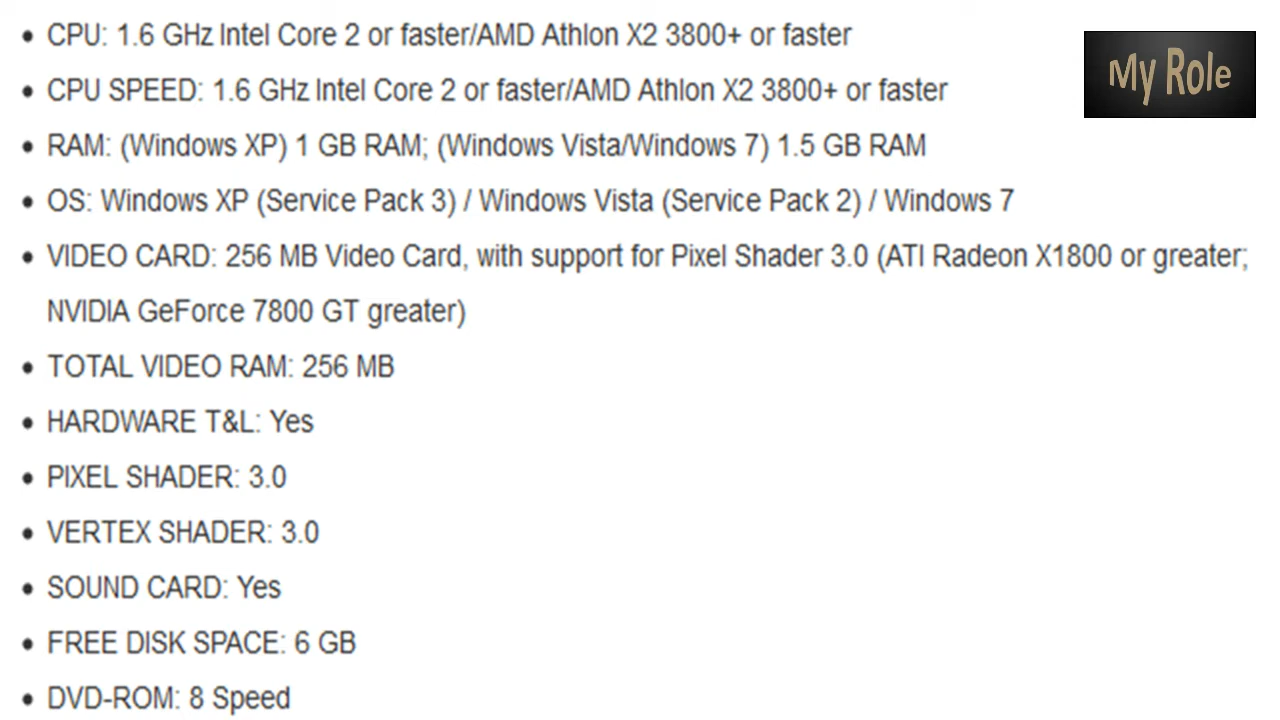 • CPU: 1.6 GHz Intel Core 2 or faster/AMD Athlon X2 3800+ or faster
My Role
• CPU SPEED: 1.6 GHz Intel Core 2 or faster/AMD Athlon X2 3800+ or faster
• RAM: (Windows XP) 1 GB RAM; (Windows Vista/Windows 7) 1.5 GB RAM
• OS: Windows XP (Service Pack 3) / Windows Vista (Service Pack 2) / Windows 7
• VIDEO CARD: 256 MB Video Card, with support for Pixel Shader 3.0 (ATI Radeon X1800 or greater;
NVIDIA GeForce 7800 GT greater)
• TOTAL VIDEO RAM: 256 MB
• HARDWARE T&L: Yes
• PIXEL SHADER: 3.0
• VERTEX SHADER: 3.0
• SOUND CARD: Yes
• FREE DISK SPACE: 6 GB
• DVD-ROM: 8 Speed